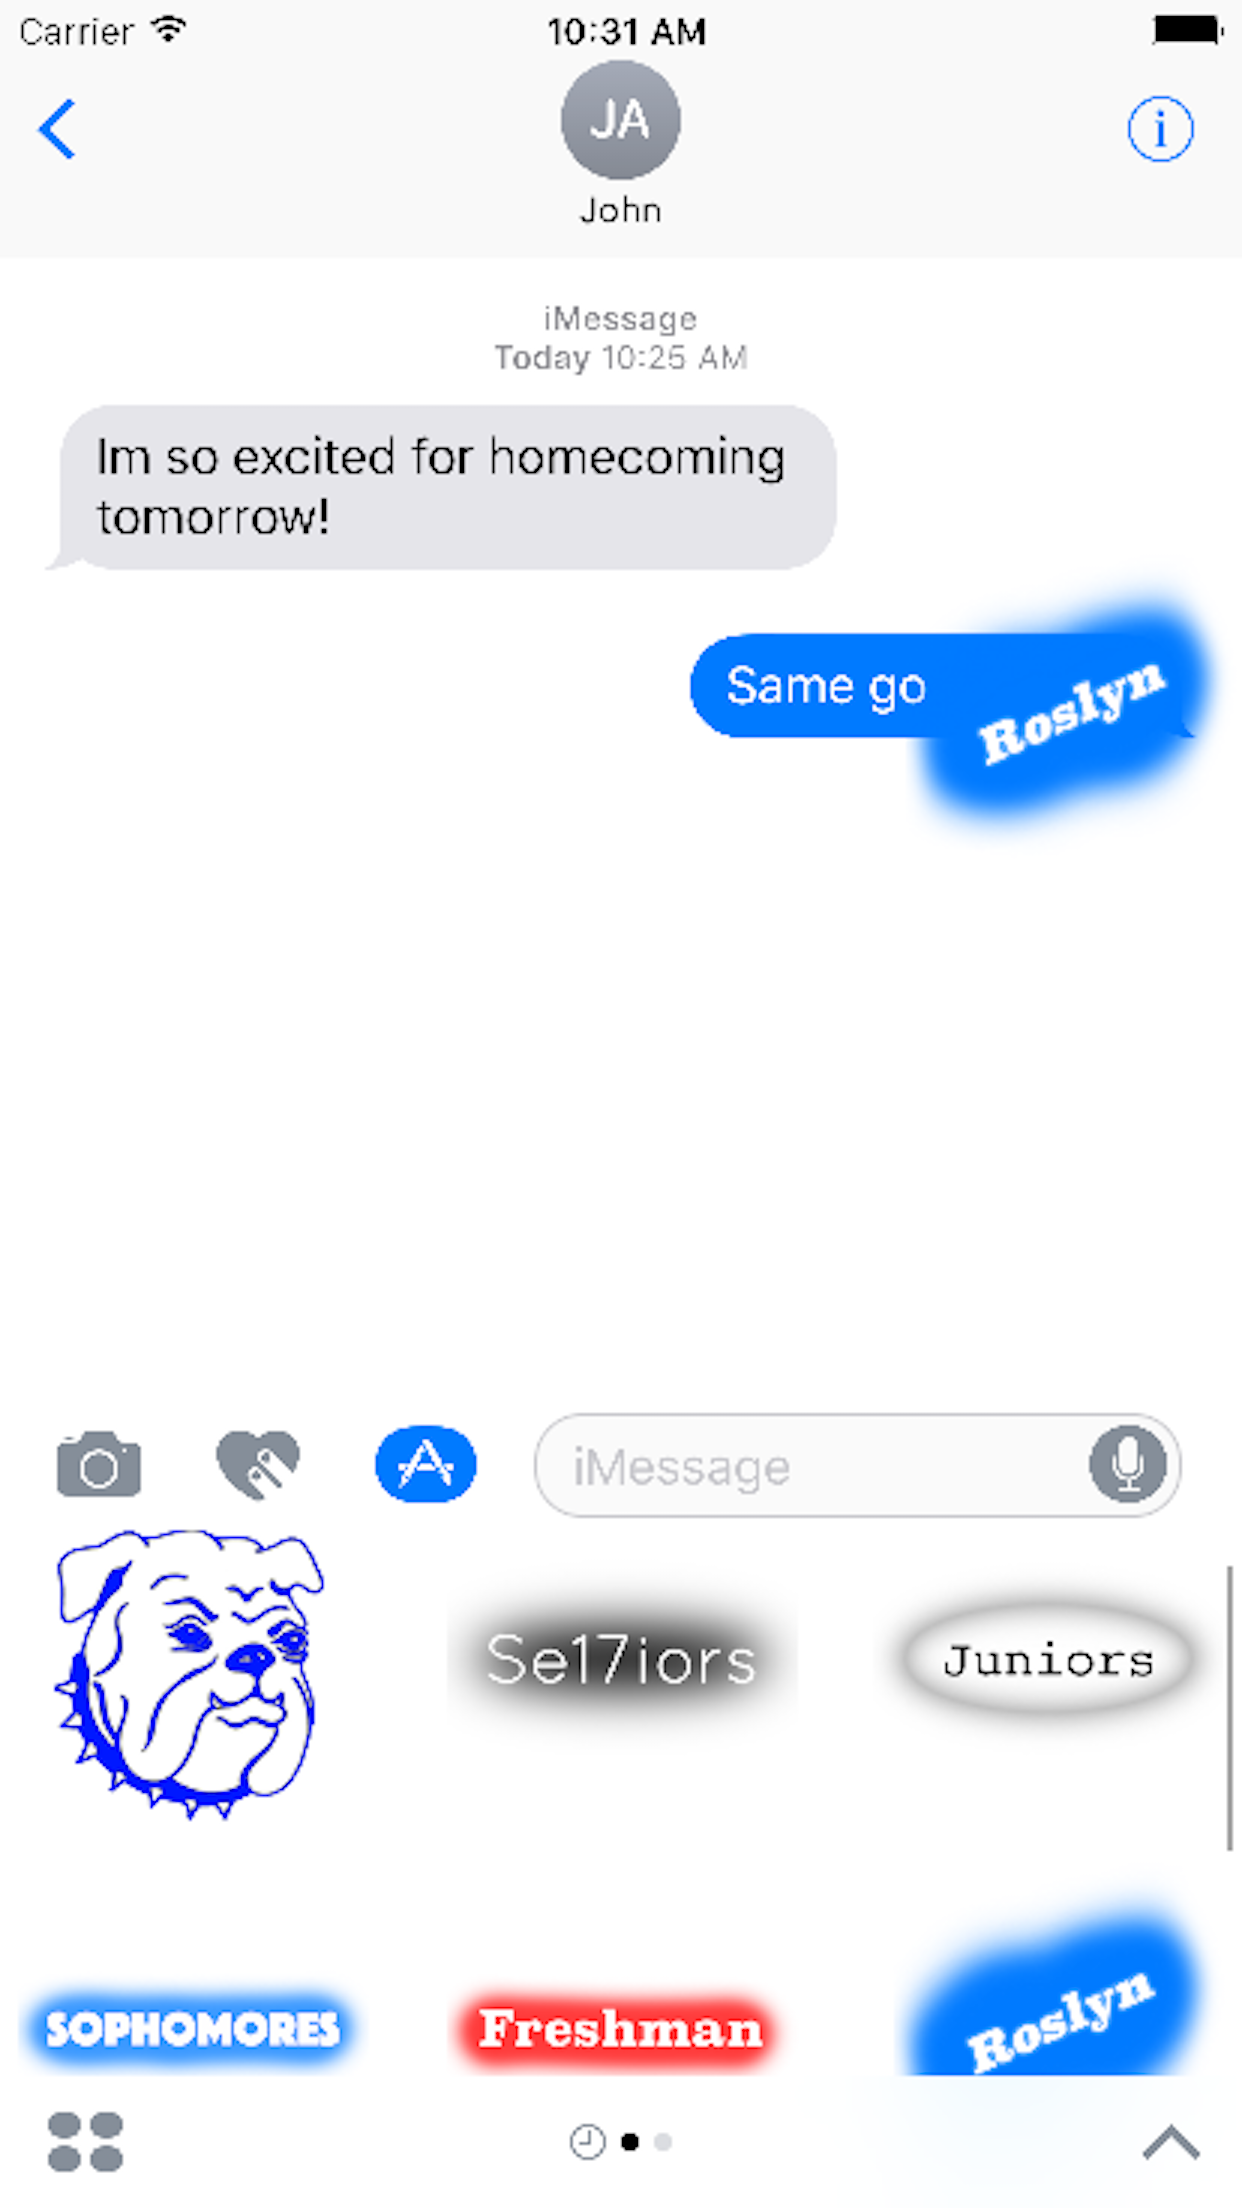 Carrier 10:31 AM
JA
John
iMessage
Today 10:25 AM
Im so excited for homecoming
tomorrow!
Same go Roslyn
iMessage
Se17iors
Juniors
SOPHOMORES
Freshman
Roslyn